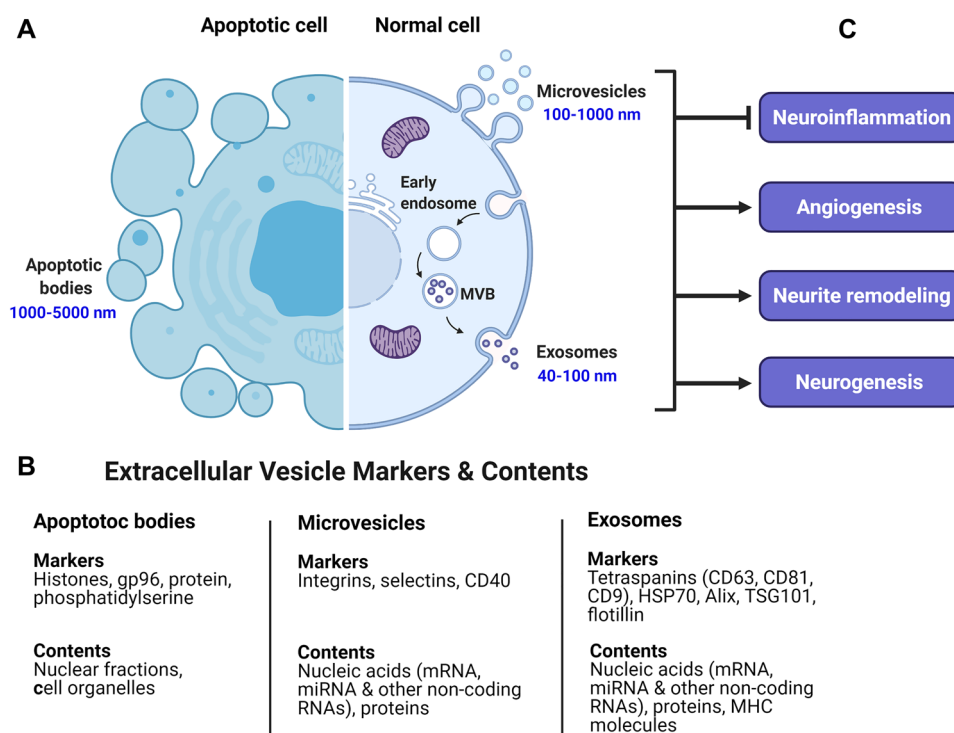 A
Apoptotic cell
Normal cell
C
Microvesicles
100-1000 nm
Early
endosome
MVB
Exosomes
40-100 nm
Apoptotic
bodies
1000-5000 nm
Neuroinflammation
Angiogenesis
Neurite remodeling
Neurogenesis
B
Extracellular Vesicle Markers & Contents
Apoptotoc bodies
Markers
Histones, gp96, protein,
phosphatidylserine
Contents
Nuclear fractions,
cell organelles
Microvesicles
Markers
Integrins, selectins, CD40
Contents
Nucleic acids (mRNA,
miRNA & other non-coding
RNAs), proteins
Exosomes
Markers
Tetraspanins (CD63, CD81,
CD9), HSP70, Alix, TSG101,
flotillin
Contents
Nucleic acids (mRNA,
miRNA & other non-coding
RNAs), proteins, MHC
molecules